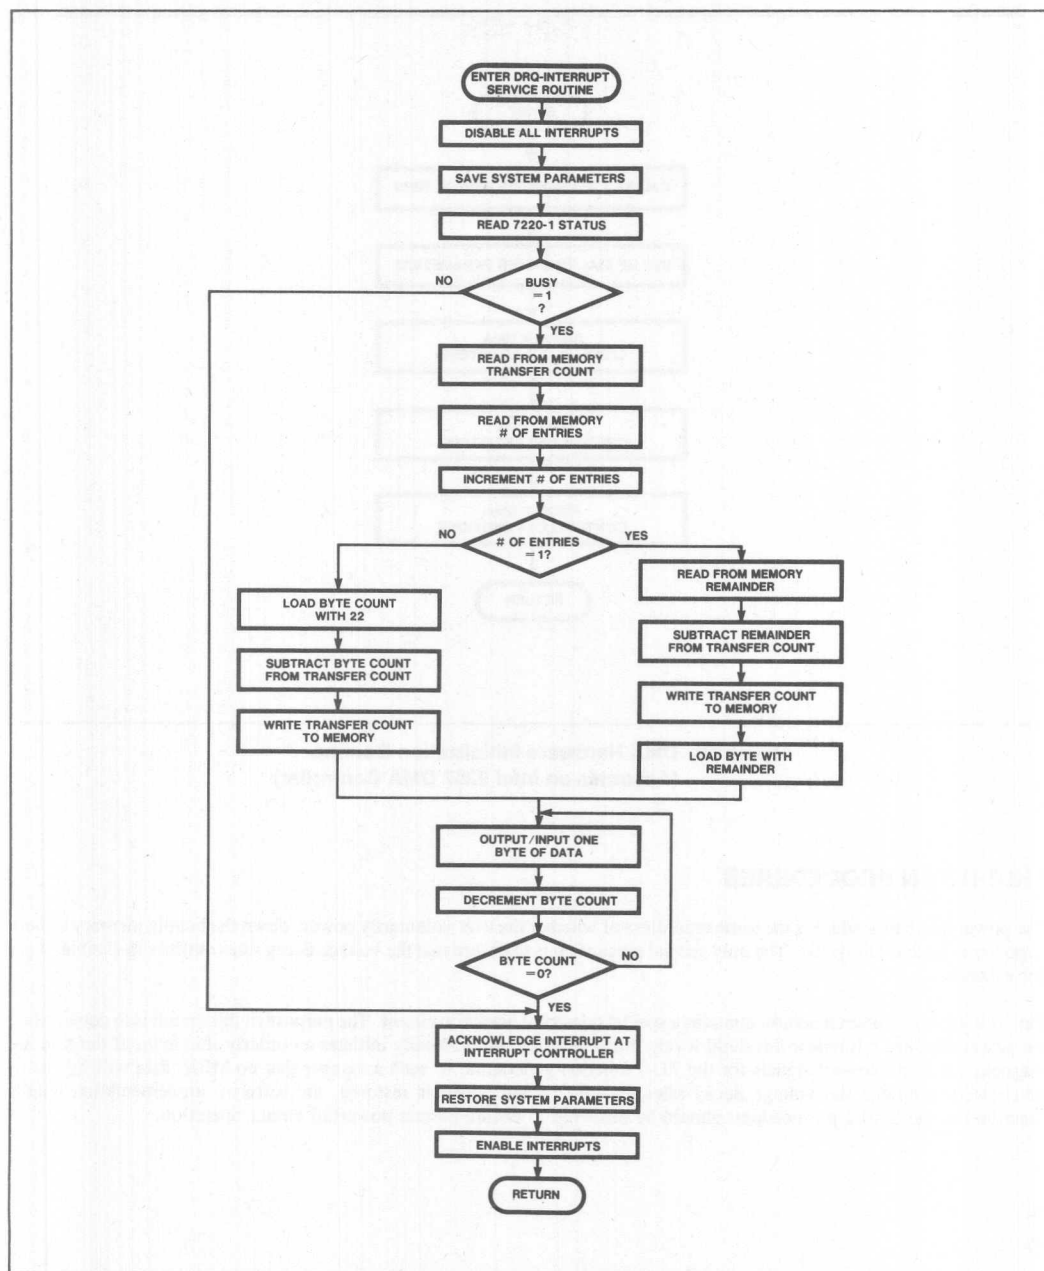 ENTER DRQ-INTERRUPT
SERVICE ROUTINE
DISABLE ALL INTERRUPTS
SAVE SYSTEM PARAMETERS
READ 7220-1 STATUS
NO
BUSY
=1
?
YES
READ FROM MEMORY
TRANSFER COUNT
READ FROM MEMORY
# OF ENTRIES
INCREMENT # OF ENTRIES
NO
# OF ENTRIES
=1?
YES
LOAD BYTE COUNT
WITH 22
SUBTRACT BYTE COUNT
FROM TRANSFER COUNT
WRITE TRANSFER COUNT
TO MEMORY
READ FROM MEMORY
REMAINDER
SUBTRACT REMAINDER
FROM TRANSFER COUNT
WRITE TRANSFER COUNT
TO MEMORY
LOAD BYTE WITH
REMAINDER
OUTPUT/INPUT ONE
BYTE OF DATA
DECREMENT BYTE COUNT
BYTE COUNT
=0?
NO
YES
ACKNOWLEDGE INTERRUPT AT
INTERRUPT CONTROLLER
RESTORE SYSTEM PARAMETERS
ENABLE INTERRUPTS
RETURN